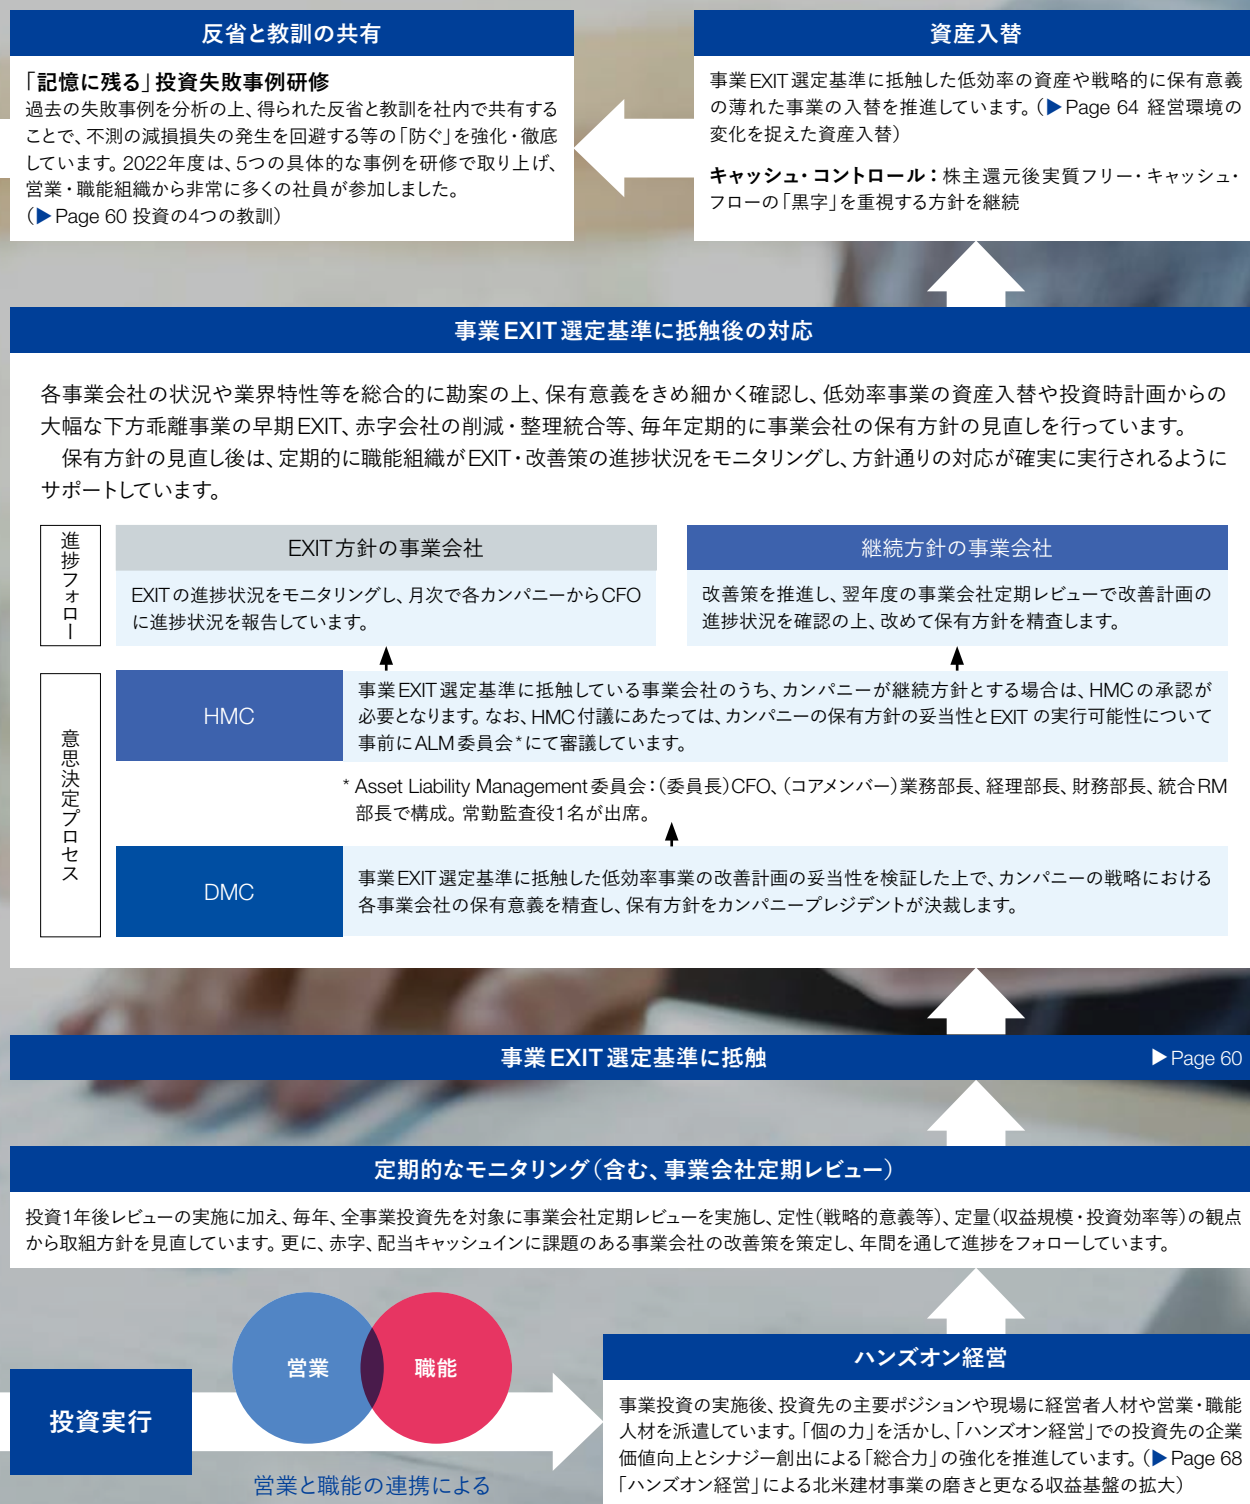 反省と教訓の共有
「記憶に残る」投資失敗事例研修
過去の失敗事例を分析の上、得られた反省と教訓を社内で共有する
ことで、不測の減損損失の発生を回避する等の「防ぐ」を強化・徹底
しています。2022年度は、5つの具体的な事例を研修で取り上げ、
営業・職能組織から非常に多くの社員が参加しました。
（▶Page 60 投資の4つの教訓）
資産入替
事業EXIT選定基準に抵触した低効率の資産や戦略的に保有意義
の薄れた事業の入替を推進しています。（▶Page 64 経営環境の
変化を捉えた資産入替）
キャッシュ・コントロール：株主還元後実質フリー・キャッシュ・
フローの「黒字」を重視する方針を継続
事業EXIT選定基準に抵触後の対応
各事業会社の状況や業界特性等を総合的に勘案の上、保有意義をきめ細かく確認し、低効率事業の資産入替や投資時計画からの
大幅な下方乖離事業の早期EXIT、赤字会社の削減・整理統合等、毎年定期的に事業会社の保有方針の見直しを行っています。
保有方針の見直し後は、定期的に職能組織がEXIT・改善策の進捗状況をモニタリングし、方針通りの対応が確実に実行されるように
サポートしています。
進捗フォロー
EXIT方針の事業会社
EXITの進捗状況をモニタリングし、月次で各カンパニーからCFO
に進捗状況を報告しています。
継続方針の事業会社
改善策を推進し、翌年度の事業会社定期レビューで改善計画の
進捗状況を確認の上、改めて保有方針を精査します。
意思決定プロセス
HMC
事業EXIT選定基準に抵触している事業会社のうち、カンパニーが継続方針とする場合は、HMCの承認が
必要となります。なお、HMC付議にあたっては、カンパニーの保有方針の妥当性とEXITの実行可能性について
事前にALM委員会*にて審議しています。
* Asset Liability Management委員会：（委員長）CFO、（コアメンバー）業務部長、経理部長、財務部長、統合RM
部長で構成。常勤監査役1名が出席。
DMC
事業EXIT選定基準に抵触した低効率事業の改善計画の妥当性を検証した上で、カンパニーの戦略における
各事業会社の保有意義を精査し、保有方針をカンパニープレジデントが決裁します。
事業EXIT選定基準に抵触
▶Page 60
定期的なモニタリング（含む、事業会社定期レビュー）
投資1年後レビューの実施に加え、毎年、全事業投資先を対象に事業会社定期レビューを実施し、定性（戦略的意義等）、定量（収益規模・投資効率等）の観点
から取組方針を見直しています。更に、赤字、配当キャッシュインに課題のある事業会社の改善策を策定し、年間を通して進捗をフォローしています。
投資実行
営業
職能
営業と職能の連携による
ハンズオン経営
事業投資の実施後、投資先の主要ポジションや現場に経営者人材や営業・職能
人材を派遣しています。「個の力」を活かし、「ハンズオン経営」での投資先の企業
価値向上とシナジー創出による「総合力」の強化を推進しています。（▶Page 68
「ハンズオン経営」による北米建材事業の磨きと更なる収益基盤の拡大）